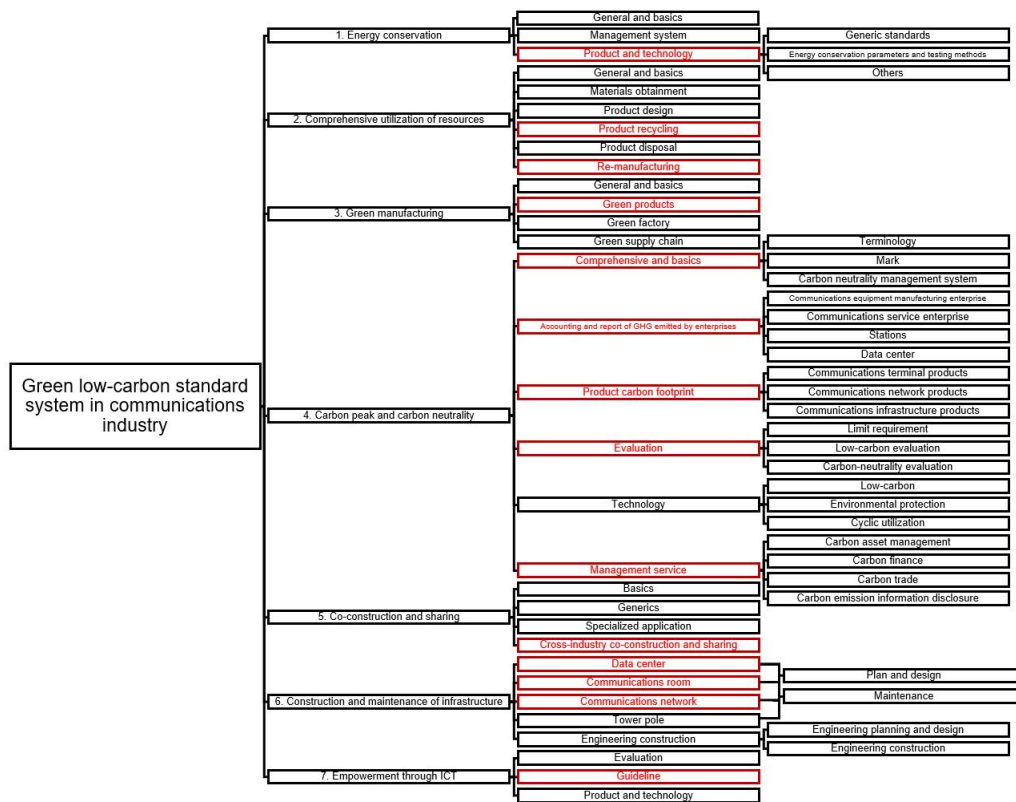 Green low-carbon standard
system in communications
industry
1. Energy conservation
General and basics
Management system
Product and technology
Generic standards
Energy conservation parameters and testing methods
Others
2. Comprehensive utilization of resources
General and basics
Materials obtainment
Product design
Product recycling
Product disposal
Re-manufacturing
3. Green manufacturing
General and basics
Green products
Green factory
Green supply chain
4. Carbon peak and carbon neutrality
Comprehensive and basics
Terminology
Mark
Carbon neutrality management system
Accounting and report of GHG emitted by enterprises
Communications equipment manufacturing enterprise
Communications service enterprise
Stations
Data center
Product carbon footprint
Communications terminal products
Communications network products
Communications infrastructure products
Evaluation
Limit requirement
Low-carbon evaluation
Carbon-neutrality evaluation
Technology
Low-carbon
Environmental protection
Cyclic utilization
Management service
Carbon asset management
Carbon finance
Carbon trade
Carbon emission information disclosure
5. Co-construction and sharing
Basics
Generics
Specialized application
Cross-industry co-construction and sharing
6. Construction and maintenance of infrastructure
Data center
Communications room
Communications network
Tower pole
Plan and design
Maintenance
Engineering construction
Engineering planning and design
Engineering construction
7. Empowerment through ICT
Evaluation
Guideline
Product and technology